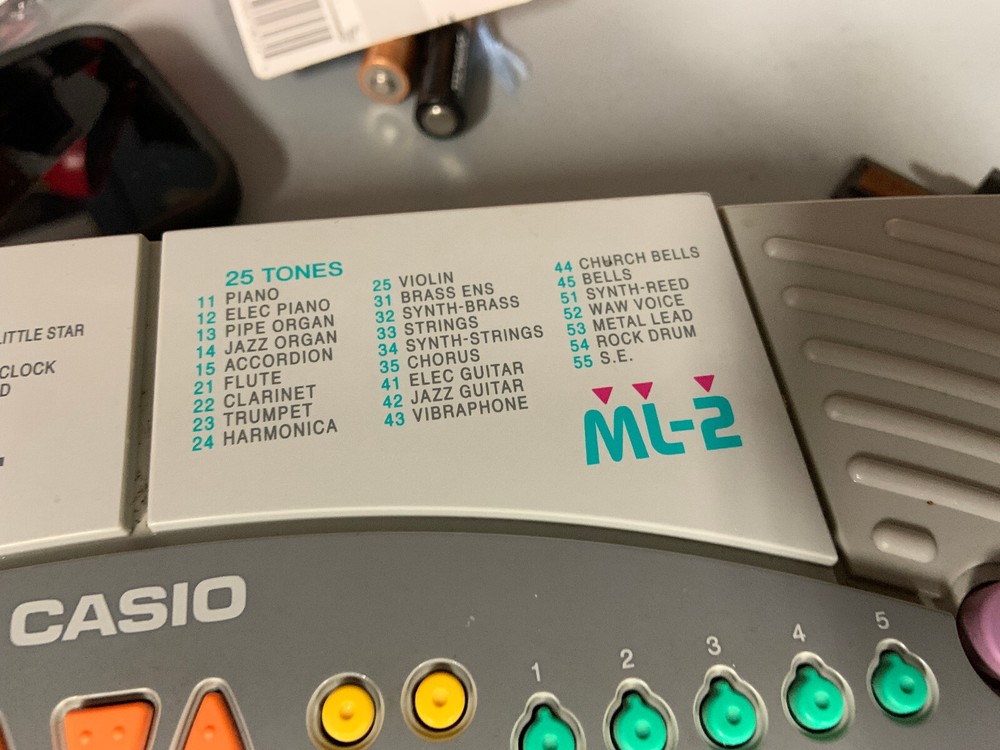 LITTLE STAR
CLOCK
D
25 TONES
11 PIANO
12 ELEC PIANO
13 PIPE ORGAN
14 JAZZ ORGAN
15 ACCORDION
21 FLUTE
22 CLARINET
23 TRUMPET
24 HARMONICA
25 VIOLIN
31 BRASS ENS
32 SYNTH-BRASS
33 STRINGS
34 SYNTH-STRINGS
35 CHORUS
41 ELEC GUITAR
42 JAZZ GUITAR
43 VIBRAPHONE
44 CHURCH BELLS
45 BELLS
51 SYNTH-REED
52 WAW VOICE
53 METAL LEAD
54 ROCK DRUM
55 S.E.
ML-2
CASIO
1 2 3 4 5